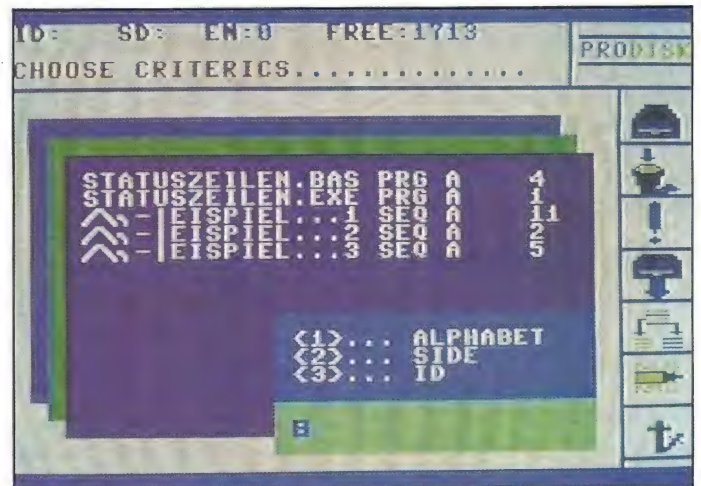 ID: SD: EN:0 FREE:1713
PRODISK
CHOOSE CRITERICS..............
STATUSZEILEN.BAS PRG A 4
STATUSZEILEN.EXE PRG A 1
EISPIEL...1 SEQ A 11
EISPIEL...2 SEQ A 2
EISPIEL...3 SEQ A 5
<1>... ALPHABET
<2>... SIDE
<3>... ID